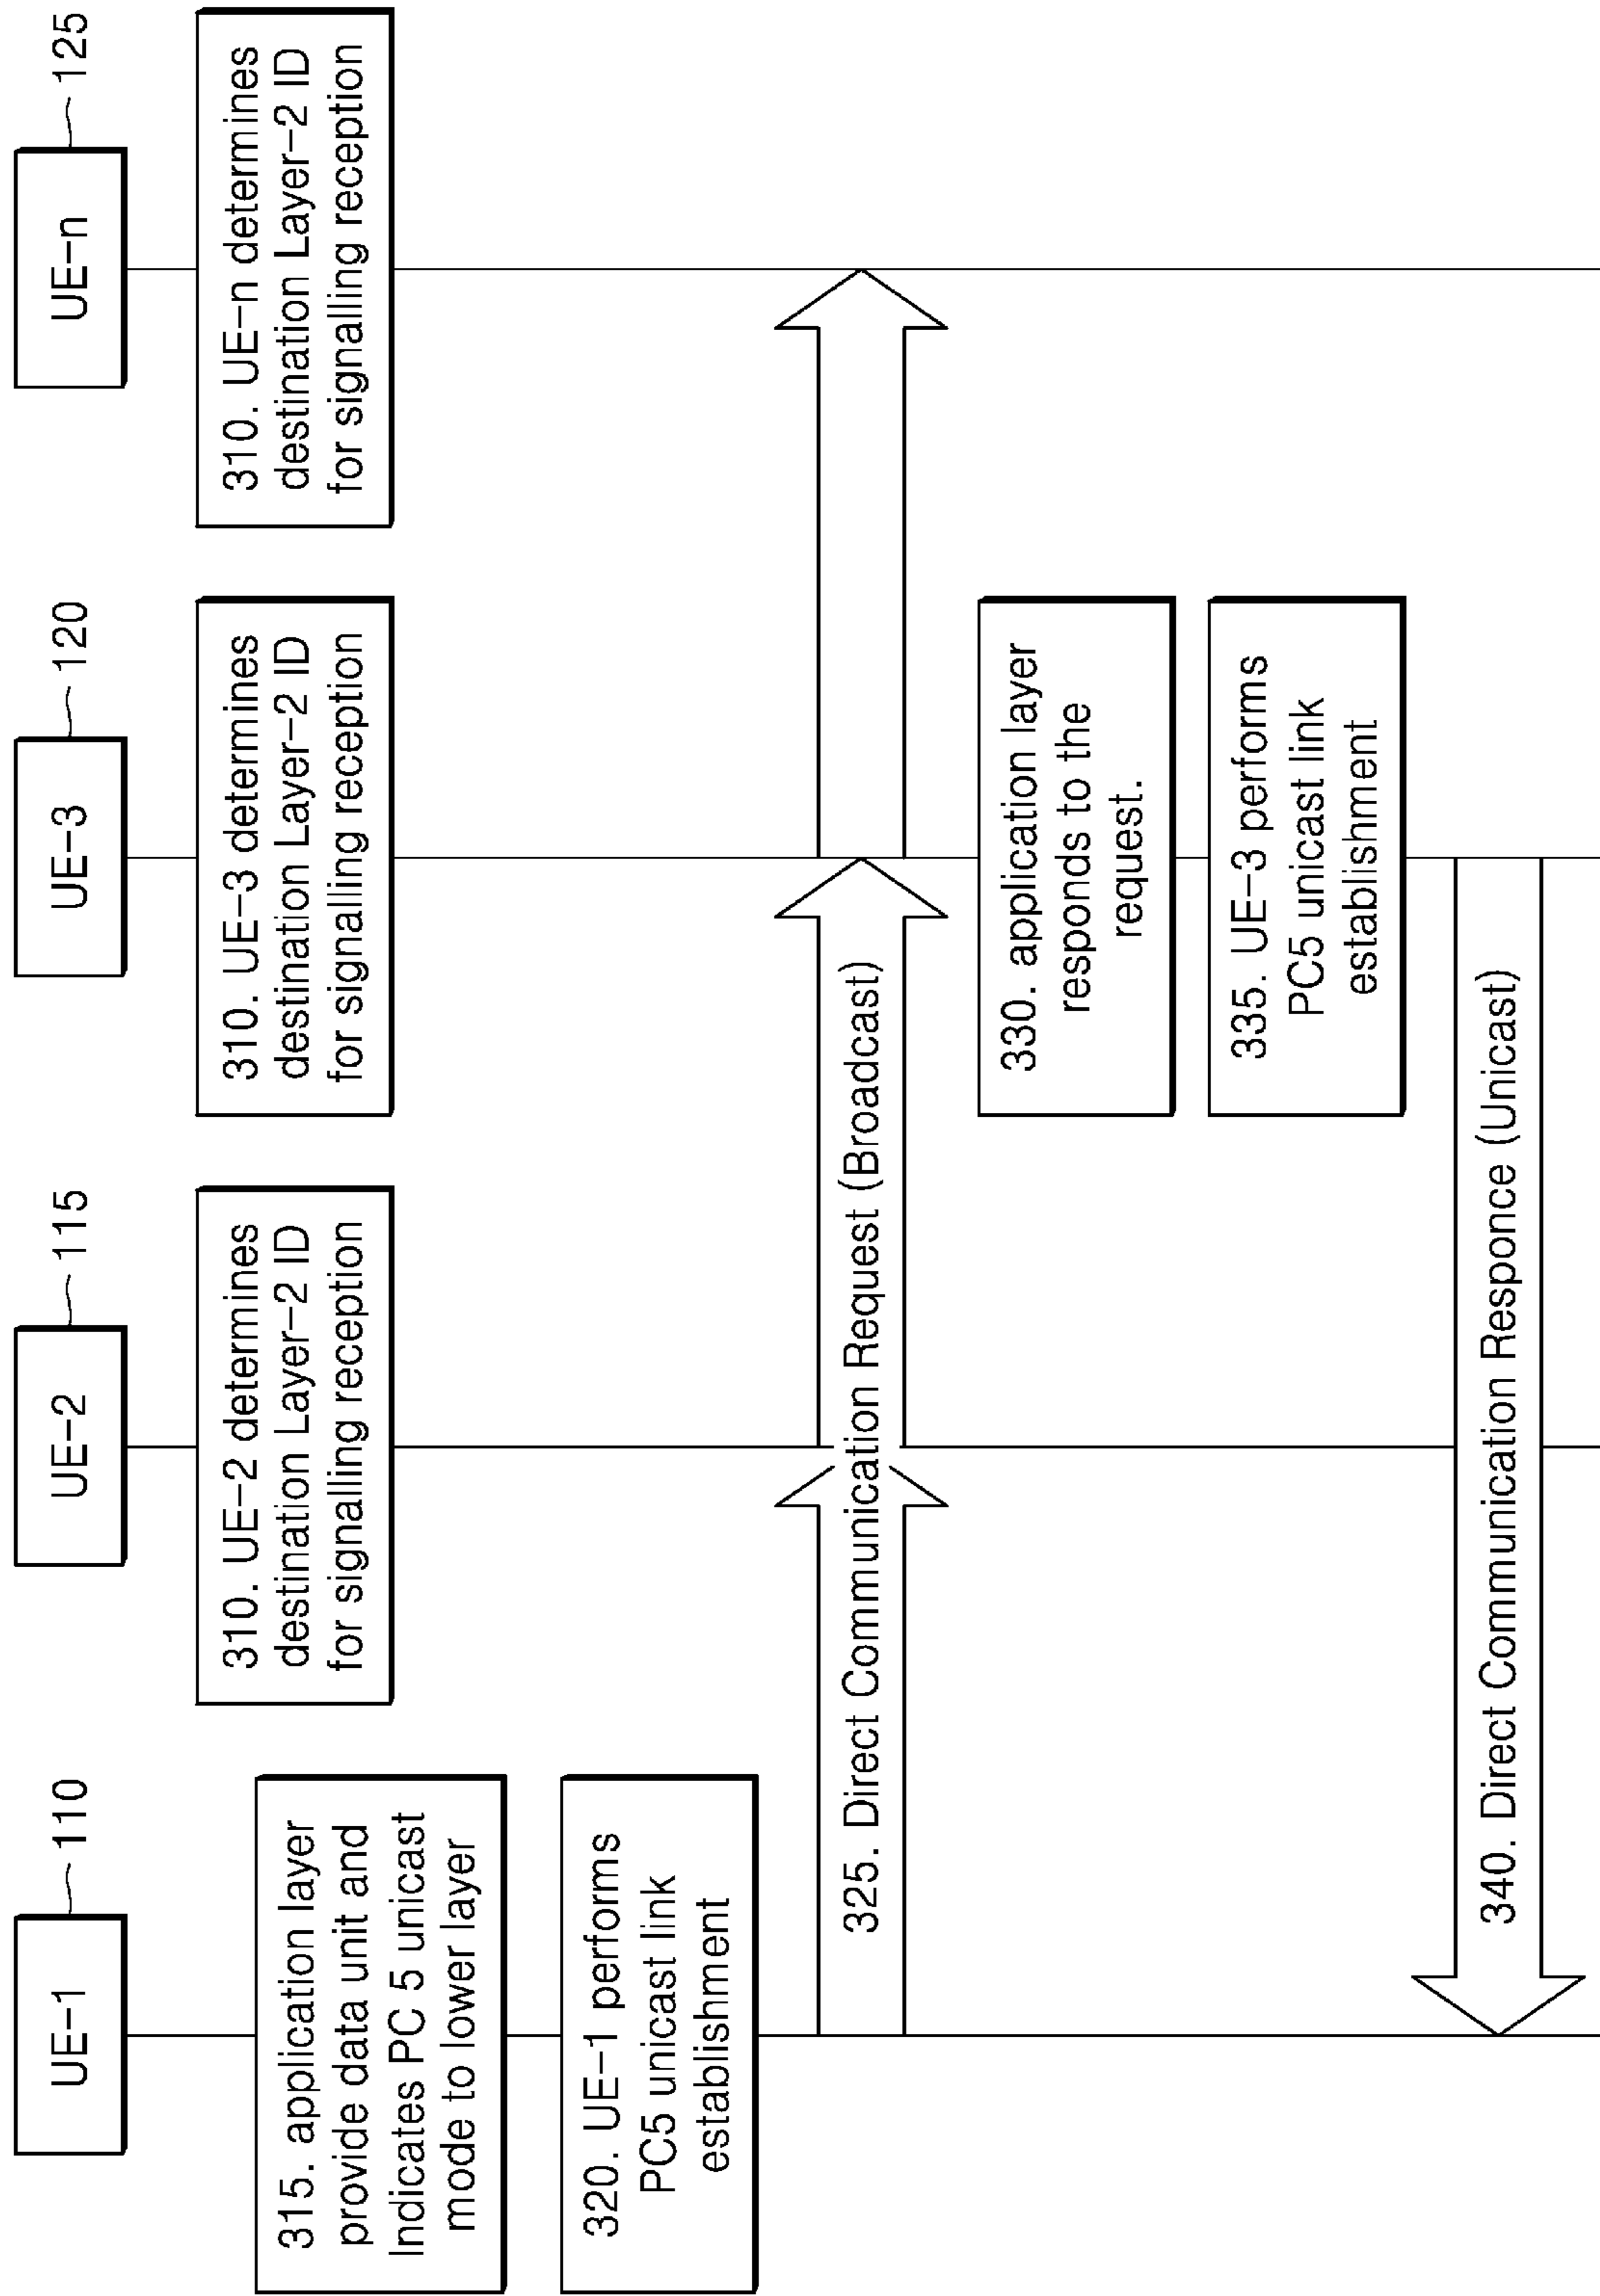 UE-1
110
UE-2
115
UE-3
120
UE-n
125
310. UE-2 determines
destination Layer-2 ID
for signalling reception
310. UE-3 determines
destination Layer-2 ID
for signalling reception
310. UE-n determines
destination Layer-2 ID
for signalling reception
315. application layer
provide data unit and
Indicates PC 5 unicast
mode to lower layer
320. UE-1 performs
PC5 unicast link
establishment
325. Direct Communication Request (Broadcast)
330. application layer
responds to the
request.
335. UE-3 performs
PC5 unicast link
establishment
340. Direct Communication Responce (Unicast)